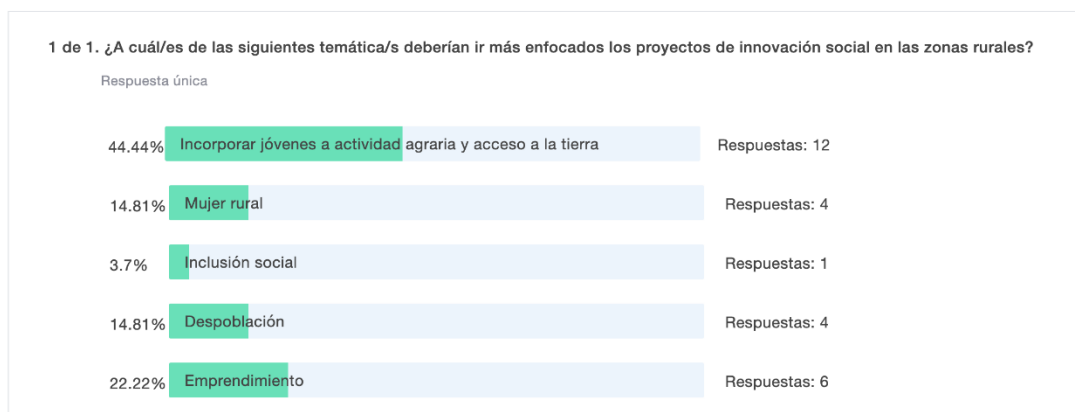 1 de 1. ¿A cuál/es de las siguientes temática/s deberían ir más enfocados los proyectos de innovación social en las zonas rurales?
Respuesta única
44.44% Incorporar jóvenes a actividad agraria y acceso a la tierra Respuestas: 12
14.81% Mujer rural Respuestas: 4
3.7% Inclusión social Respuestas: 1
14.81% Despoblación Respuestas: 4
22.22% Emprendimiento Respuestas: 6